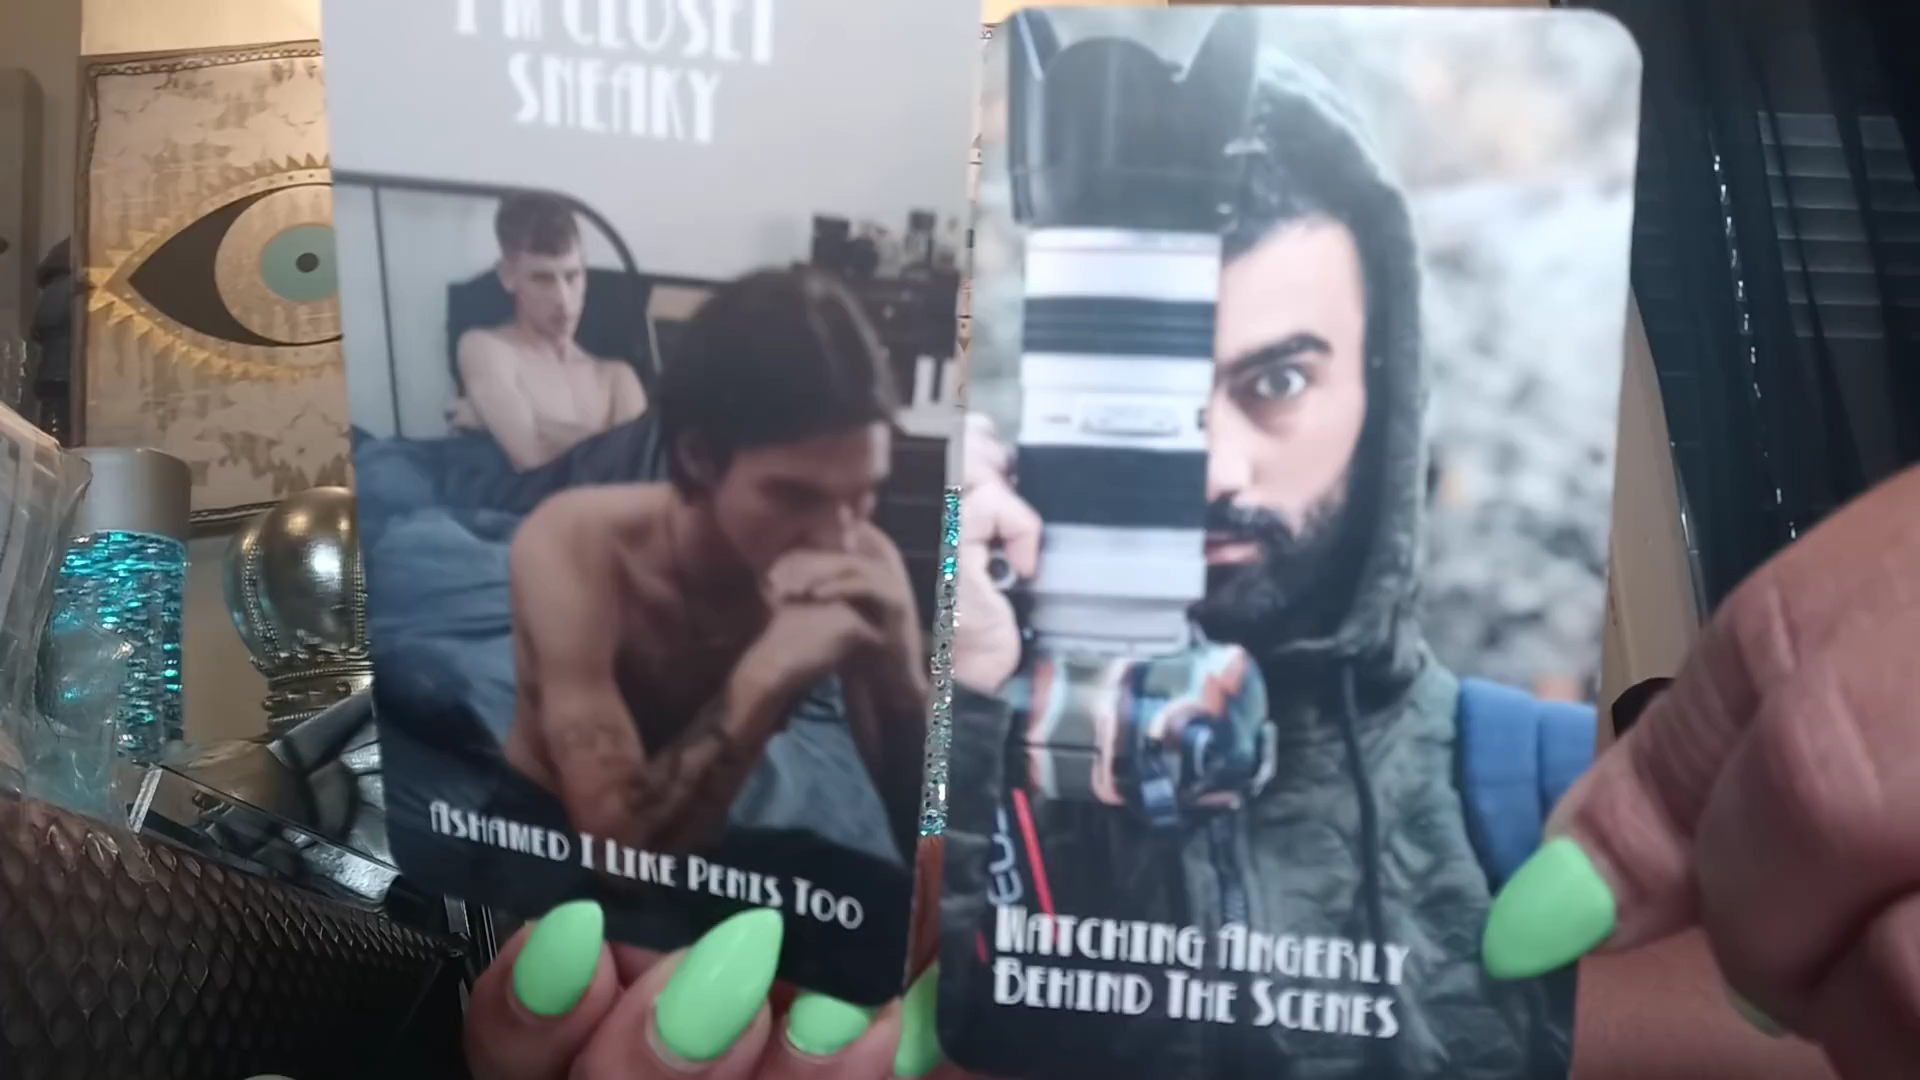 I'M CLOSET
SNEAKY
ASHAMED I LIKE PENIS TOO
WATCHING ANGERLY
BEHIND THE SCENES